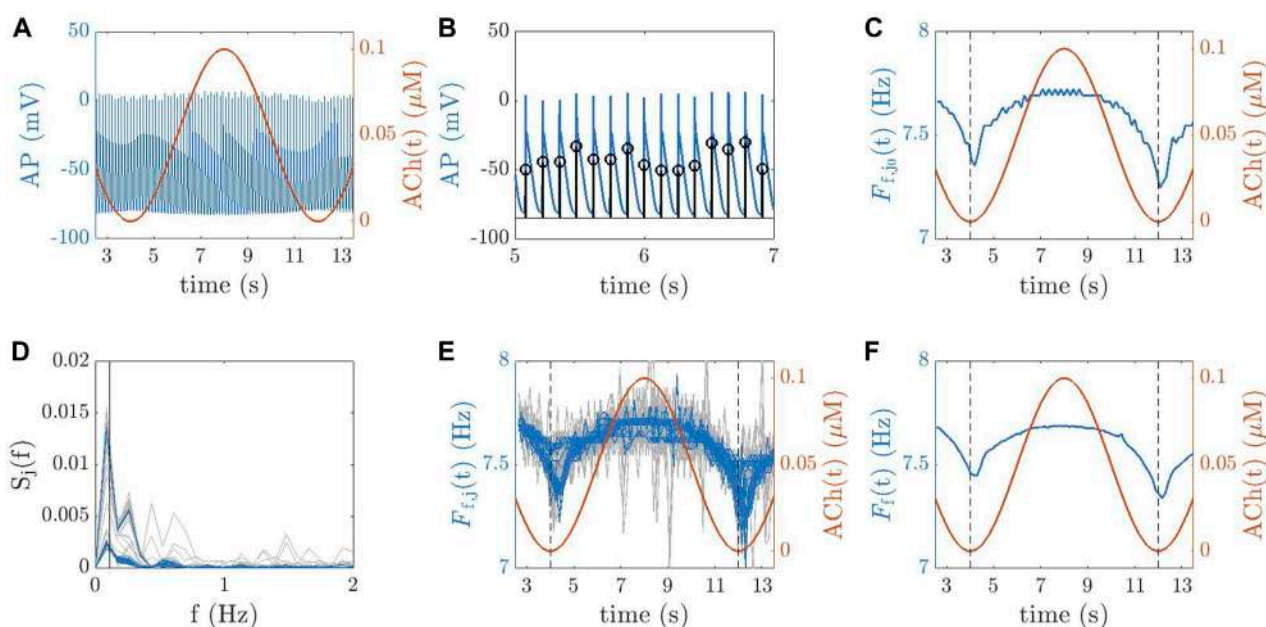 A
50
0
-50
-100
AP (mV)
0.1
0.05
0
ACh(t) (μM)
3 5 7 9 11 13
time (s)
B
50
0
-50
-100
AP (mV)
5 6 7
time (s)
C
8
7.5
7
F_f,j0(t) (Hz)
0.1
0.05
0
ACh(t) (μM)
3 5 7 9 11 13
time (s)
D
0.02
0.015
0.01
0.005
0
S_j(f)
0 1 2
f (Hz)
E
8
7.5
7
F_f,j(t) (Hz)
0.1
0.05
0
ACh(t) (μM)
3 5 7 9 11 13
time (s)
F
8
7.5
7
F_f(t) (Hz)
0.1
0.05
0
ACh(t) (μM)
3 5 7 9 11 13
time (s)